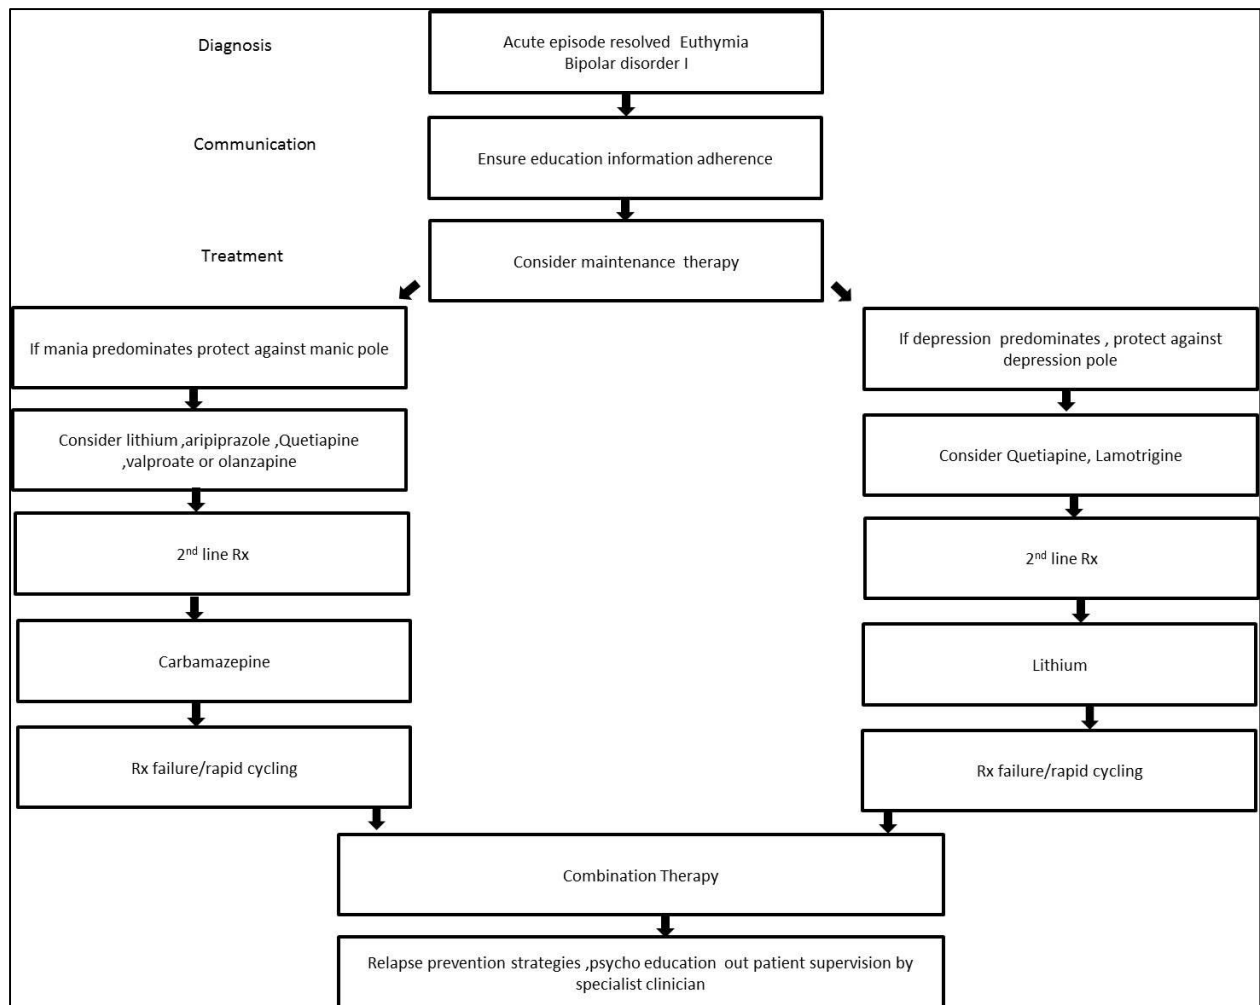 Diagnosis
Acute episode resolved  Euthymia
Bipolar disorder I
Communication
Ensure education information adherence
Treatment
Consider maintenance  therapy
If mania predominates protect against manic pole
If depression  predominates , protect against
depression pole
Consider lithium ,aripiprazole ,Quetiapine
,valproate or olanzapine
Consider Quetiapine, Lamotrigine
2nd line Rx
2nd line Rx
Carbamazepine
Lithium
Rx failure/rapid cycling
Rx failure/rapid cycling
Combination Therapy
Relapse prevention strategies ,psycho education  out patient supervision by
specialist clinician